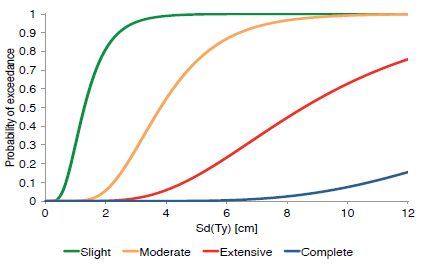 Probability of exceedance
1
0.9
0.8
0.7
0.6
0.5
0.4
0.3
0.2
0.1
0
0 2 4 6 8 10 12
Sd(Ty) [cm]
Slight Moderate Extensive Complete